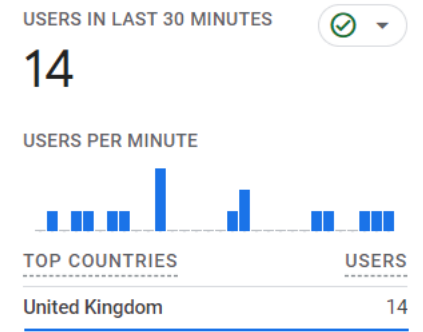 USERS IN LAST 30 MINUTES
14
USERS PER MINUTE
TOP COUNTRIES USERS
United Kingdom 14